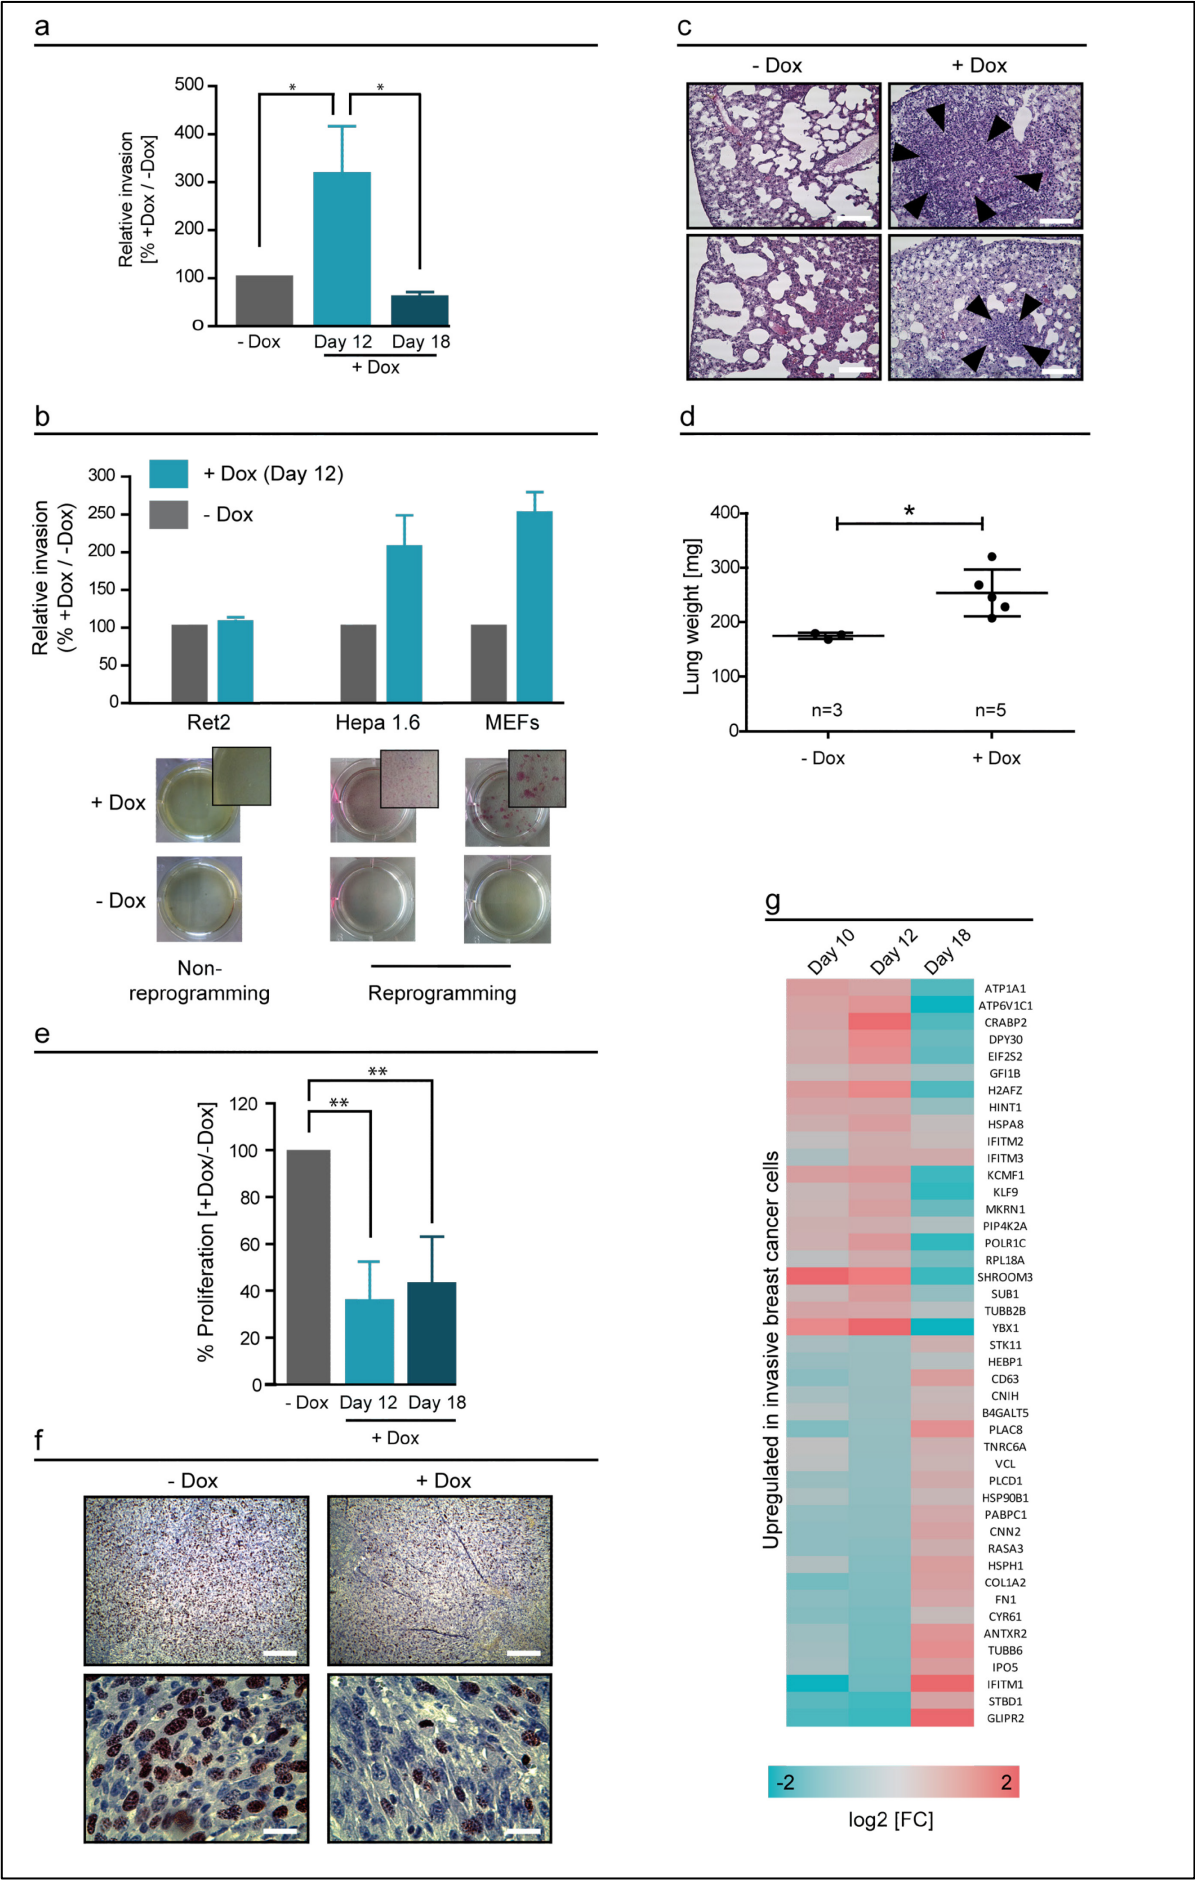 a
Relative invasion
[% +Dox / -Dox]
500
400
300
200
100
0
*
*
- Dox
Day 12
Day 18
+ Dox
b
Relative invasion
(% +Dox / -Dox)
300
250
200
150
100
50
0
+ Dox (Day 12)
- Dox
Ret2
Hepa 1.6
MEFs
+ Dox
- Dox
Non-
reprogramming
Reprogramming
c
- Dox
+ Dox
d
Lung weight [mg]
400
300
200
100
0
*
n=3
n=5
- Dox
+ Dox
e
% Proliferation [+Dox/-Dox]
120
100
80
60
40
20
0
**
**
- Dox
Day 12
Day 18
+ Dox
f
- Dox
+ Dox
g
Day 10
Day 12
Day 18
Upregulated in invasive breast cancer cells
ATP1A1
ATP6V1C1
CRABP2
DPY30
EIF2S2
GFI1B
H2AFZ
HINT1
HSPA8
IFITM2
IFITM3
KCMF1
KLF9
MKRN1
PIP4K2A
POLR1C
RPL18A
SHROOM3
SUB1
TUBB2B
YBX1
STK11
HEBP1
CD63
CNIH
B4GALT5
PLAC8
TNRC6A
VCL
PLCD1
HSP90B1
PABPC1
CNN2
RASA3
HSPH1
COL1A2
FN1
CYR61
ANTXR2
TUBB6
IPO5
IFITM1
STBD1
GLIPR2
-2
2
log2 [FC]